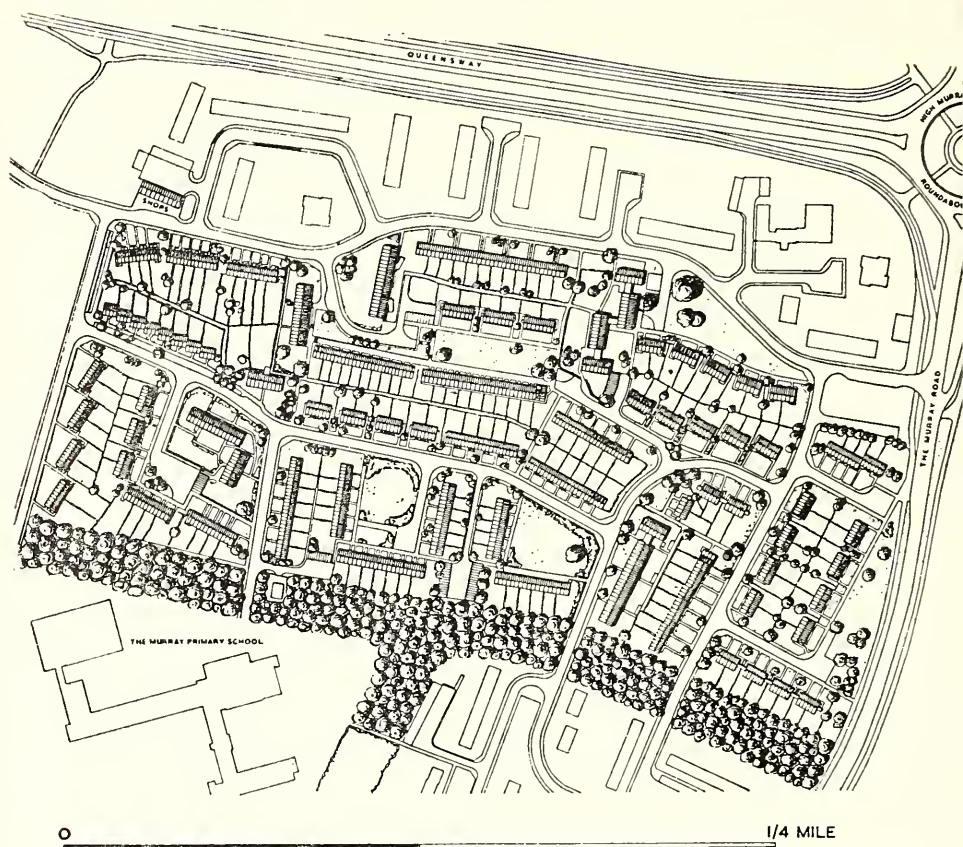 QUEENSWAY
HIGH MURRAY
ROUNDABOUT
SHOPS
THE MURRAY ROAD
THE MURRAY PRIMARY SCHOOL
0
1/4 MILE